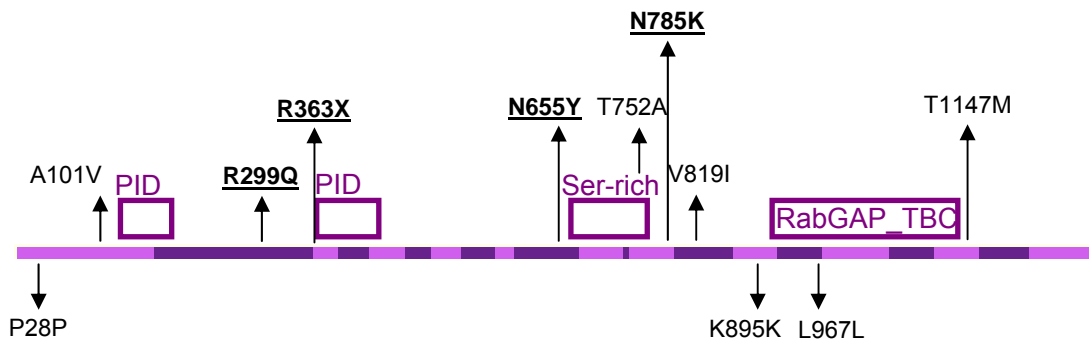 N785K
R363X
N655Y
T752A
T1147M
A101V
PID
R299Q
PID
Ser-rich
V819I
RabGAP_TBC
P28P
K895K
L967L